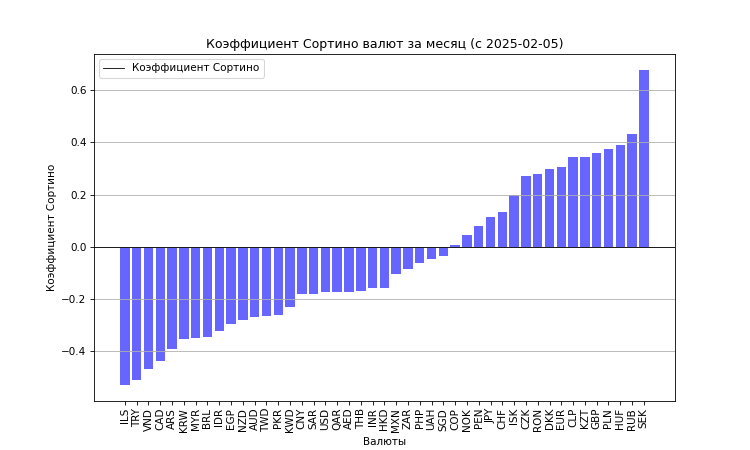 Коэффициент Сортино валют за месяц (с 2025-02-05)
Коэффициент Сортино
Коэффициент Сортино
0.6
0.4
0.2
0.0
−0.2
−0.4
ILS
TRY
VND
CAD
ARS
KRW
MYR
BRL
IDR
EGP
NZD
AUD
TWD
PKR
KWD
CNY
SAR
USD
QAR
AED
THB
INR
HKD
MXN
ZAR
PHP
UAH
SGD
COP
NOK
PEN
JPY
CHF
ISK
CZK
RON
DKK
EUR
CLP
KZT
GBP
PLN
HUF
RUB
SEK
Валюты